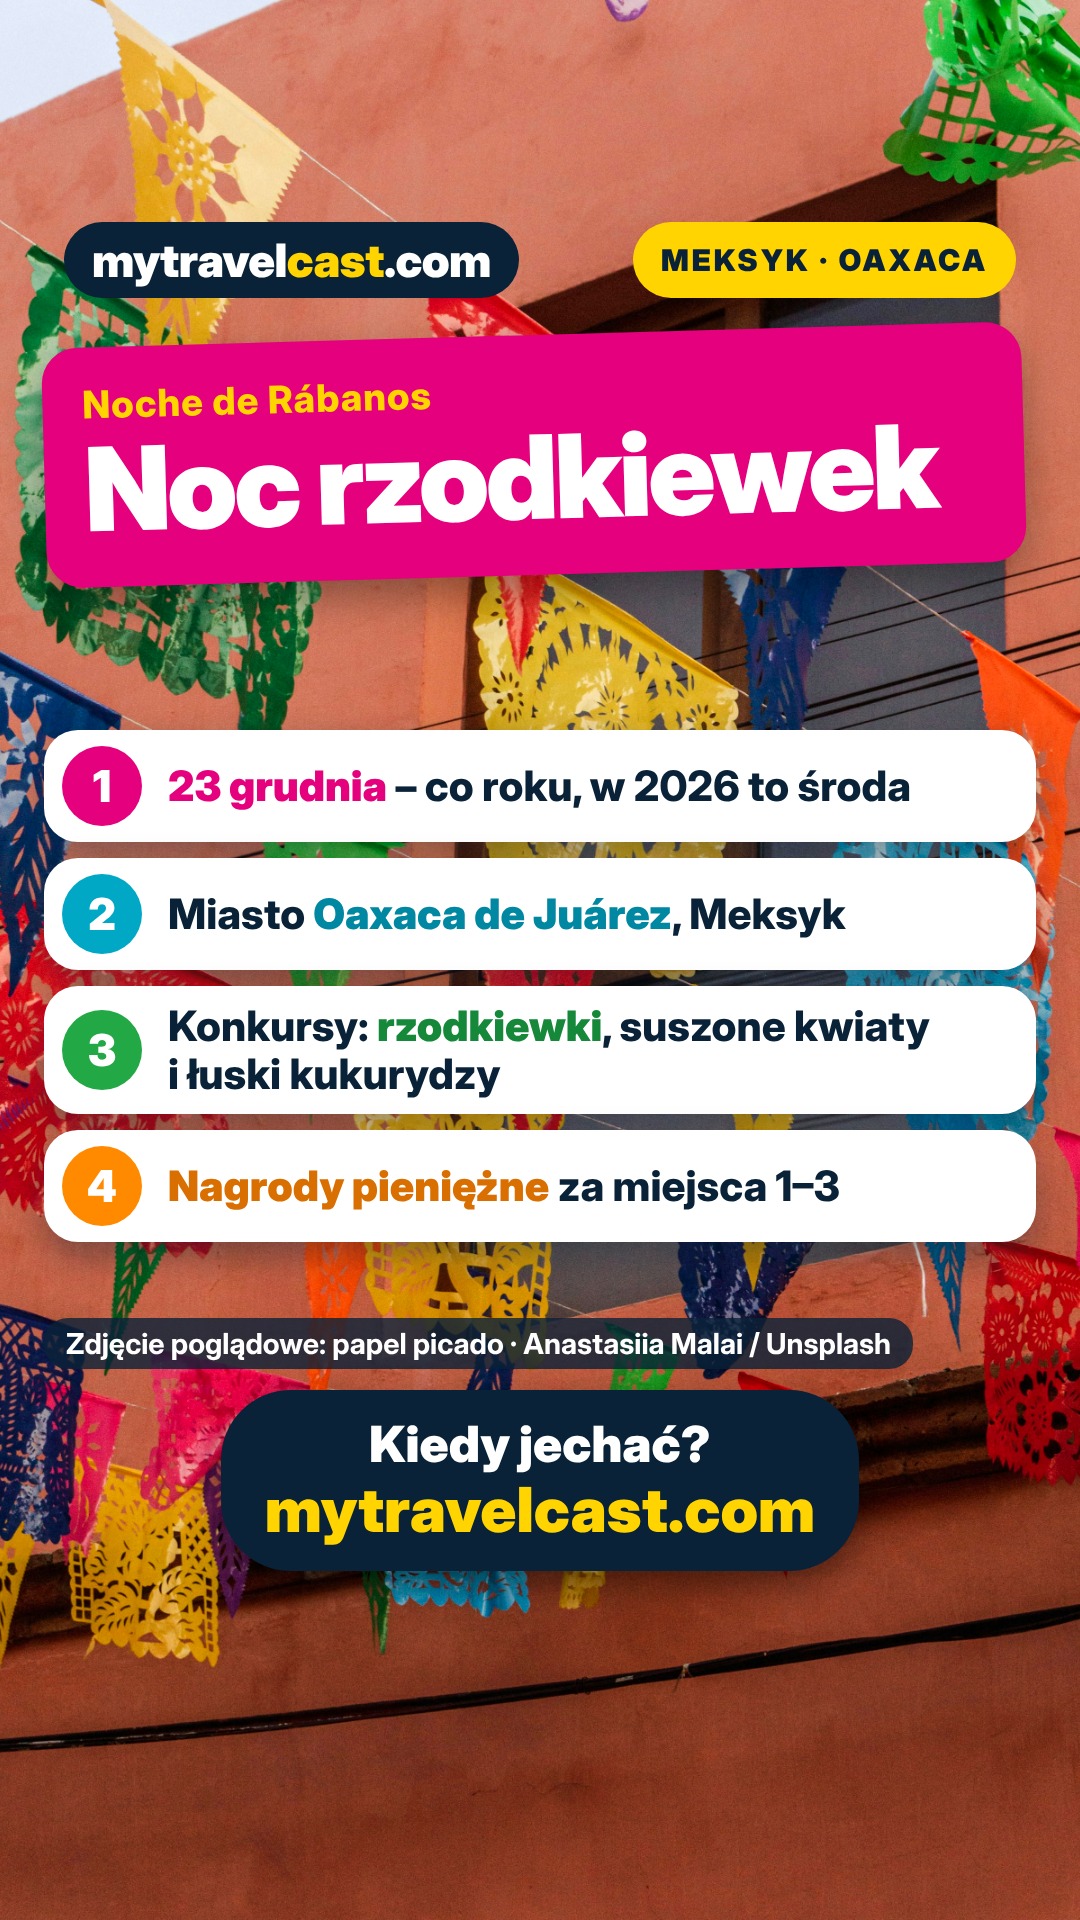 mytravelcast.com
MEKSYK · OAXACA
Noche de Rábanos
Noc rzodkiewek
1 23 grudnia – co roku, w 2026 to środa
2 Miasto Oaxaca de Juárez, Meksyk
3 Konkursy: rzodkiewki, suszone kwiaty
i łuski kukurydzy
4 Nagrody pieniężne za miejsca 1–3
Zdjęcie poglądowe: papel picado · Anastasiia Malai / Unsplash
Kiedy jechać?
mytravelcast.com